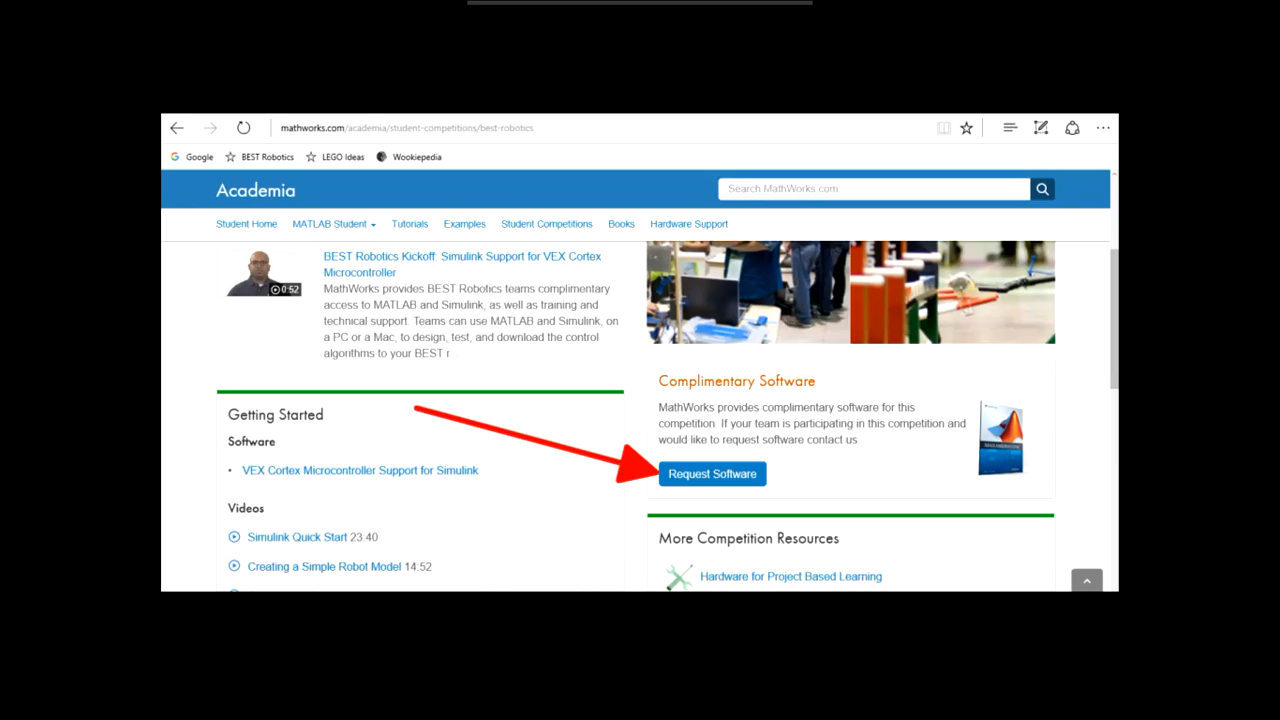 mathworks.com/academia/student-competitions/best-robotics
Google BEST Robotics LEGO Ideas Wookiepedia
Academia
Search MathWorks com
Student Home MATLAB Student Tutorials Examples Student Competitions Books Hardware Support
BEST Robotics Kickoff: Simulink Support for VEX Cortex
Microcontroller
MathWorks provides BEST Robotics teams complimentary
access to MATLAB and Simulink, as well as training and
technical support. Teams can use MATLAB and Simulink, on
a PC or a Mac, to design, test, and download the control
algorithms to your BEST r
0:52
Getting Started
Software
• VEX Cortex Microcontroller Support for Simulink
Videos
Simulink Quick Start 23 40
Creating a Simple Robot Model 14:52
Complimentary Software
MathWorks provides complimentary software for this
competition. If your team is participating in this competition and
would like to request software contact us
Request Software
More Competition Resources
Hardware for Project Based Learning